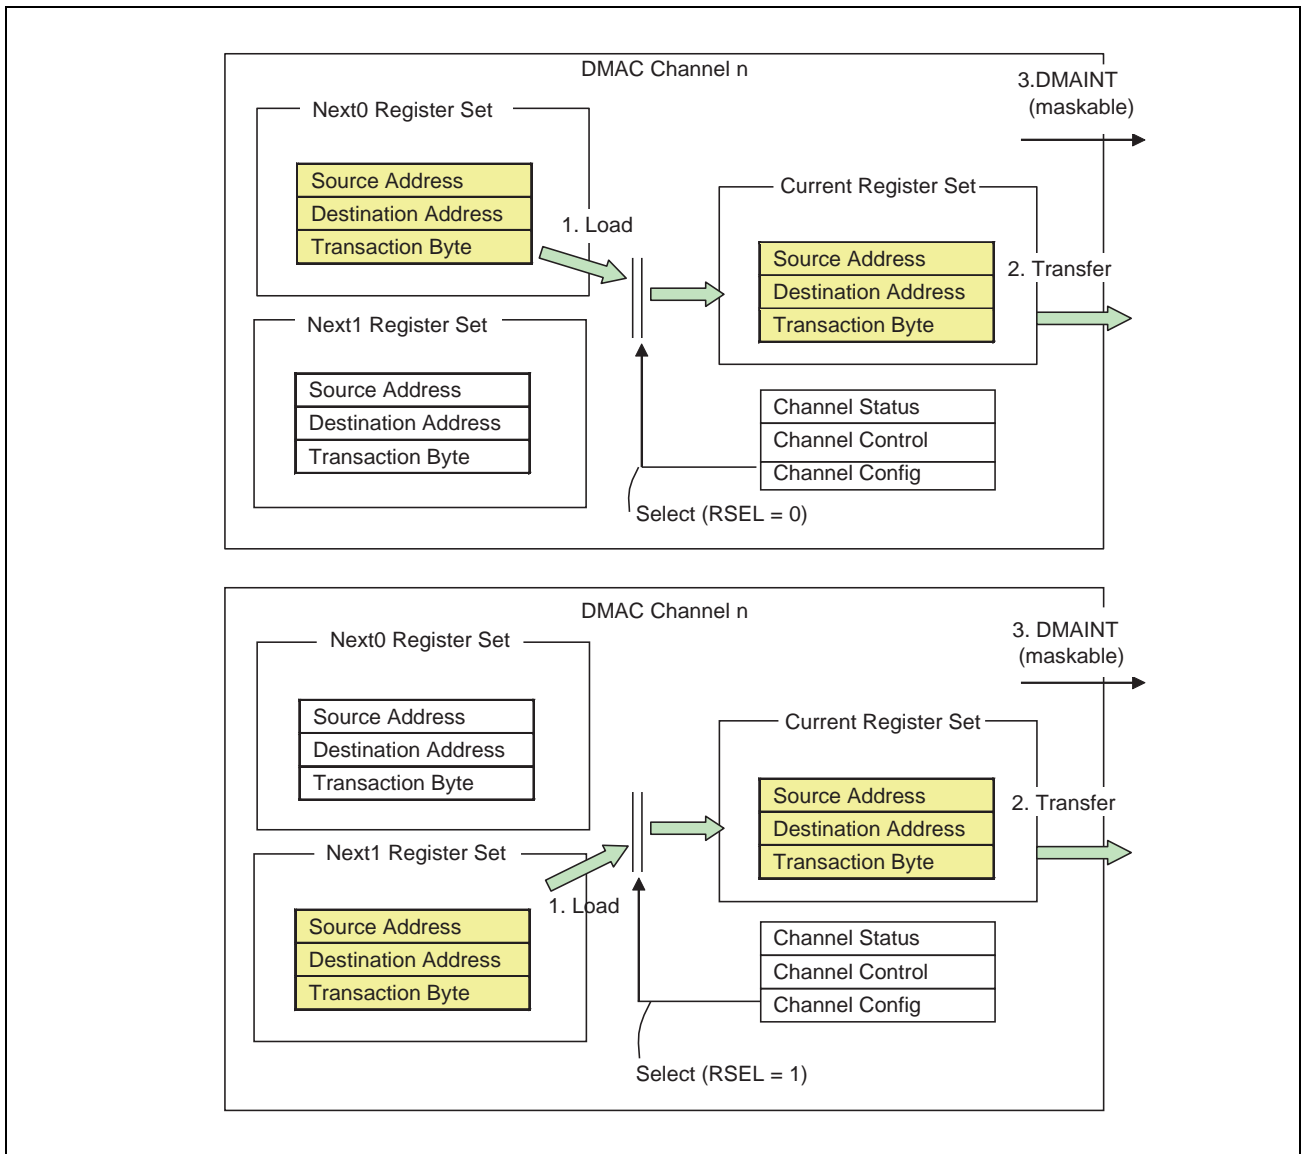 DMAC Channel n
3.DMAINT
(maskable)
Next0 Register Set
Source Address
Destination Address
Transaction Byte
1. Load
Current Register Set
Source Address
Destination Address
Transaction Byte
2. Transfer
Next1 Register Set
Source Address
Destination Address
Transaction Byte
Channel Status
Channel Control
Channel Config
Select (RSEL = 0)
DMAC Channel n
3. DMAINT
(maskable)
Next0 Register Set
Source Address
Destination Address
Transaction Byte
Current Register Set
Source Address
Destination Address
Transaction Byte
2. Transfer
Next1 Register Set
1. Load
Source Address
Destination Address
Transaction Byte
Channel Status
Channel Control
Channel Config
Select (RSEL = 1)